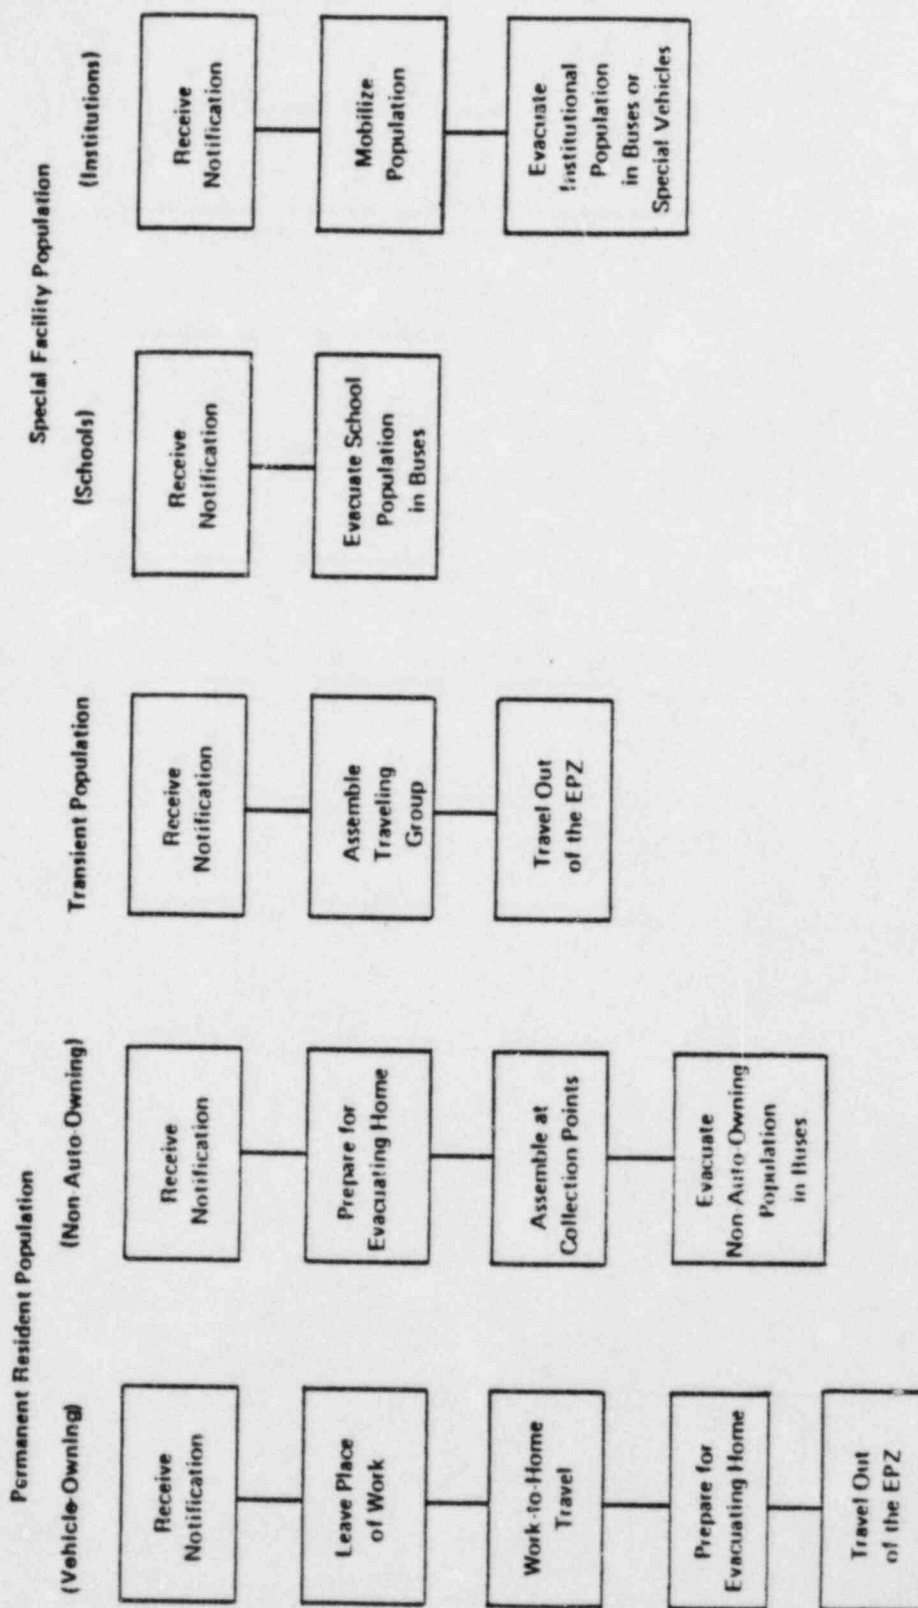 Permanent Resident Population
(Vehicle-Owning)
Receive
Notification
Leave Place
of Work
Work-to-Home
Travel
Prepare for
Evacuating Home
Travel Out
of the EPZ
(Non-Auto-Owning)
Receive
Notification
Prepare for
Evacuating Home
Assemble at
Collection Points
Evacuate
Non-Auto-Owning
Population
in Buses
Transient Population
Receive
Notification
Assemble
Traveling
Group
Travel Out
of the EPZ
Special Facility Population
(Schools)
Receive
Notification
Evacuate School
Population
in Buses
(Institutions)
Receive
Notification
Mobilize
Population
Evacuate
Institutional
Population
in Buses or
Special Vehicles